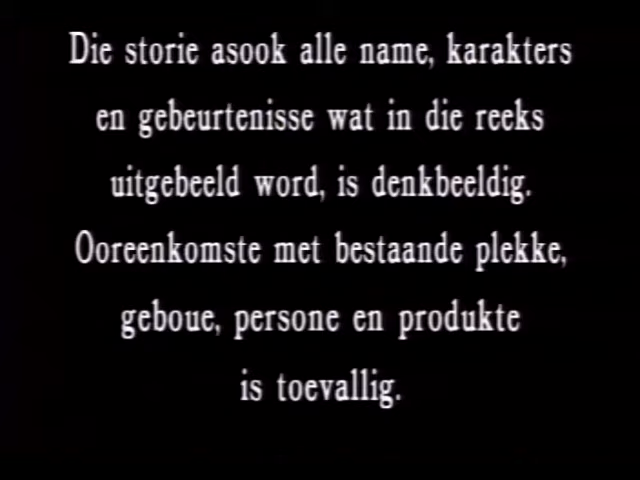 Die storie asook alle name, karakters
en gebeurtenisse wat in die reeks
uitgebeeld word, is denkbeeldig.
Ooreenkomste met bestaande plekke,
geboue, persone en produkte
is toevallig.